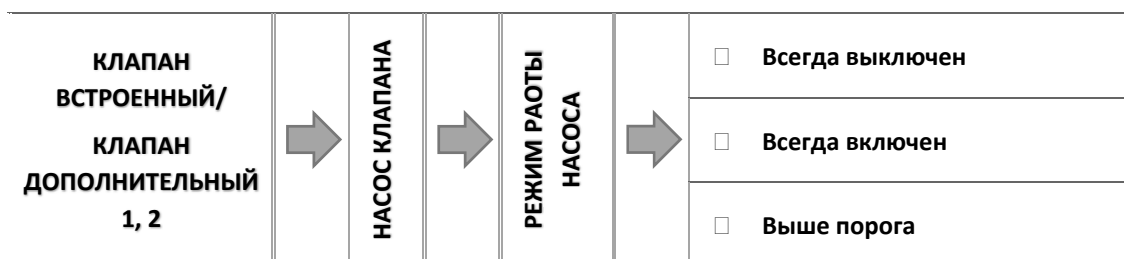 КЛАПАН
ВСТРОЕННЫЙ/
КЛАПАН
ДОПОЛНИТЕЛЬНЫЙ
1, 2
НАСОС КЛАПАНА
РЕЖИМ РАОТЫ
НАСОСА
Всегда выключен
Всегда включен
Выше порога